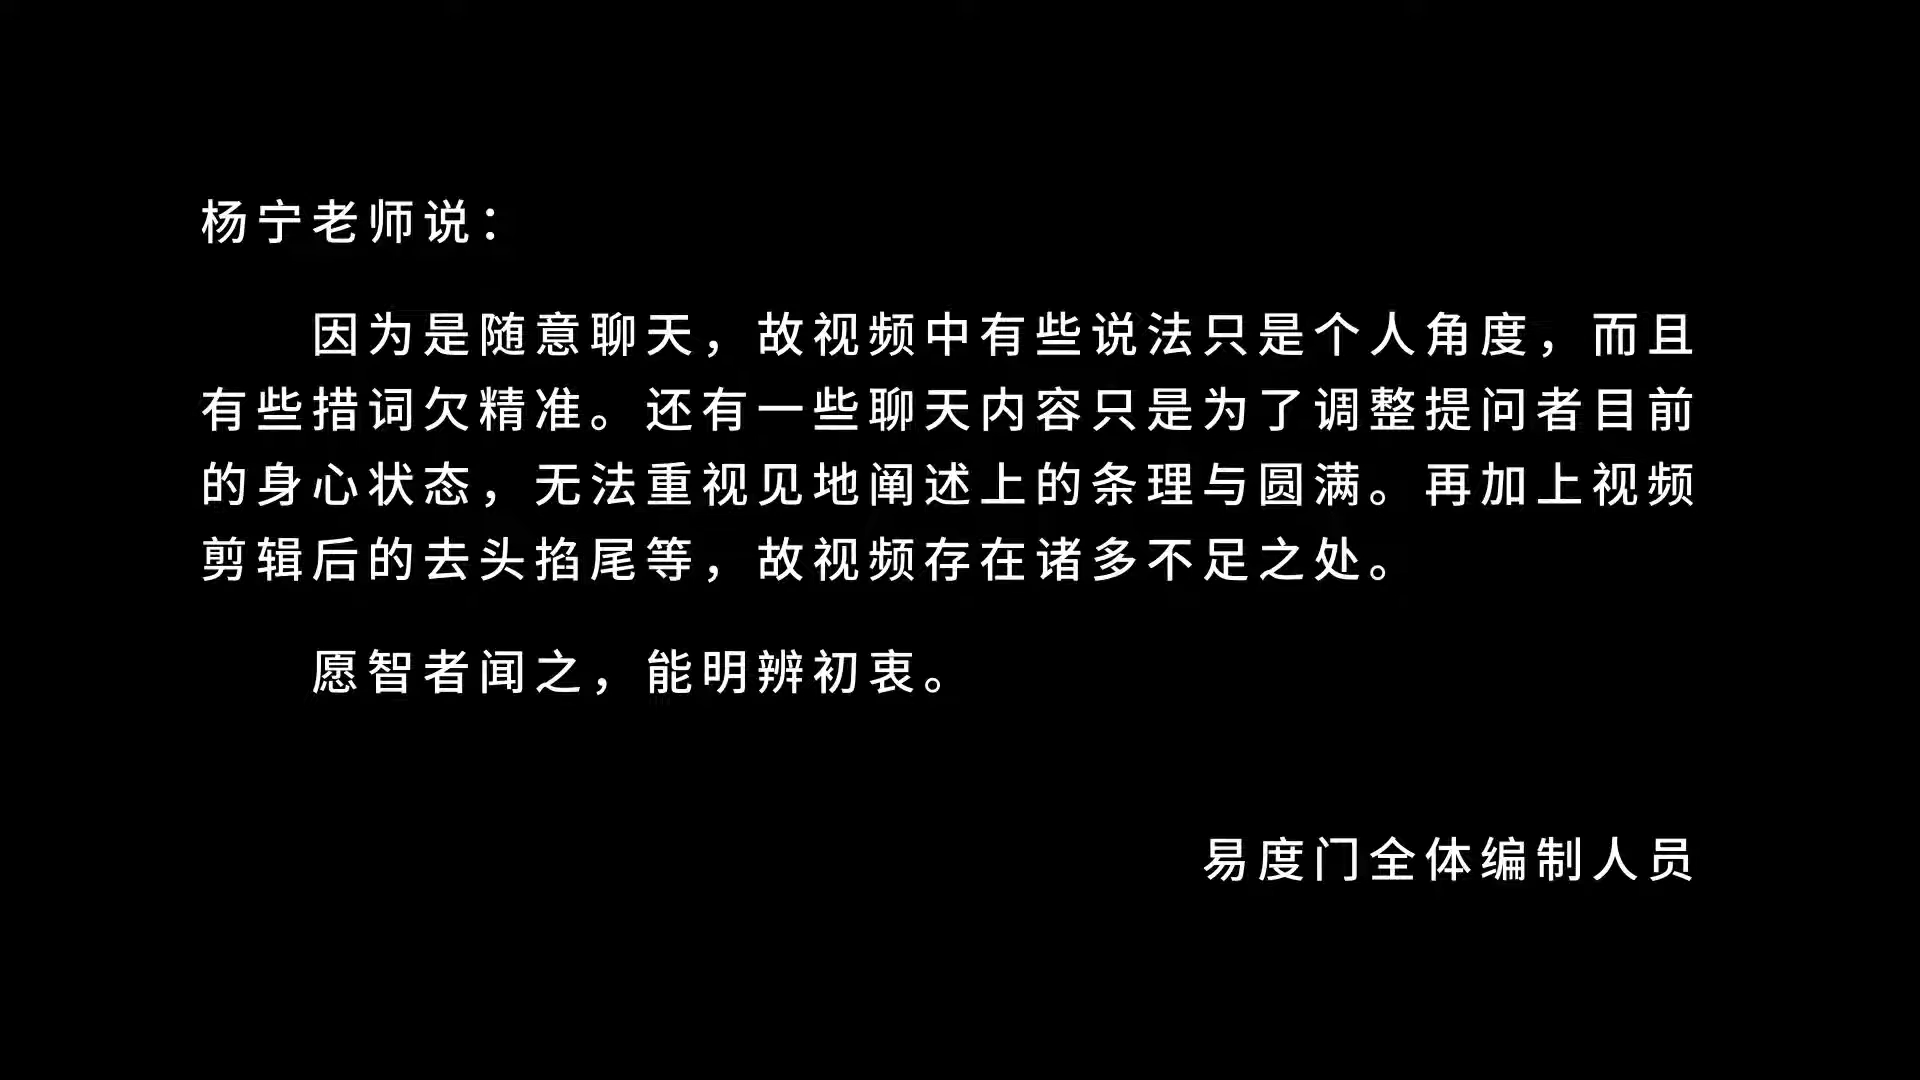 杨宁老师说：
因为是随意聊天，故视频中有些说法只是个人角度，而且
有些措词欠精准。还有一些聊天内容只是为了调整提问者目前
的身心状态，无法重视见地阐述上的条理与圆满。再加上视频
剪辑后的去头掐尾等，故视频存在诸多不足之处。
愿智者闻之，能明辨初衷。
易度门全体编制人员